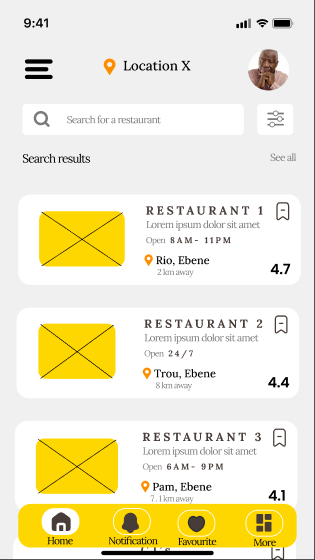 9:41
Location X
Search for a restaurant
Search results
See all
RESTAURANT 1
Lorem ipsum dolor sit amet
Open 8AM- 11PM
Rio, Ebene
2 km away
4.7
RESTAURANT 2
Lorem ipsum dolor sit amet
Open 24/7
Trou, Ebene
8 km away
4.4
RESTAURANT 3
Lorem ipsum dolor sit amet
Open 6AM- 9PM
Pam, Ebene
7.1 km away
4.1
Home
Notification
Favourite
More